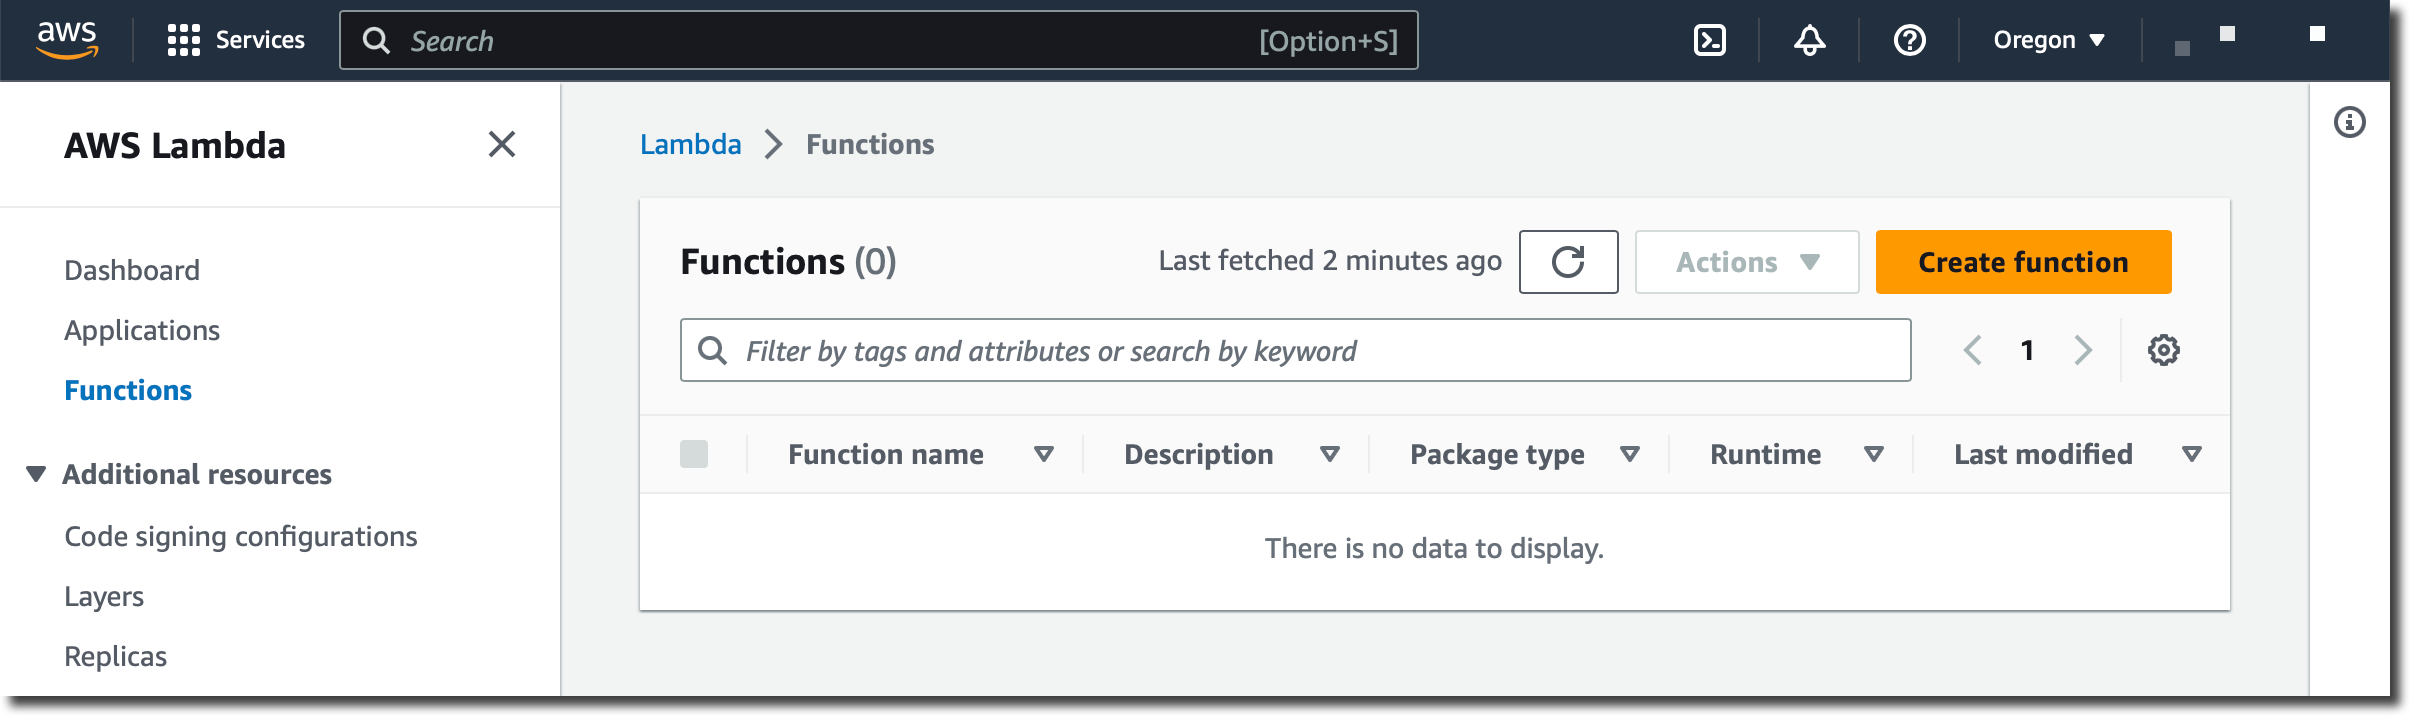 aws
Services
Search
[Option+S]
Oregon
AWS Lambda
Dashboard
Applications
Functions
Additional resources
Code signing configurations
Layers
Replicas
Lambda
Functions
Functions (0)
Last fetched 2 minutes ago
Actions
Create function
Filter by tags and attributes or search by keyword
1
Function name
Description
Package type
Runtime
Last modified
There is no data to display.